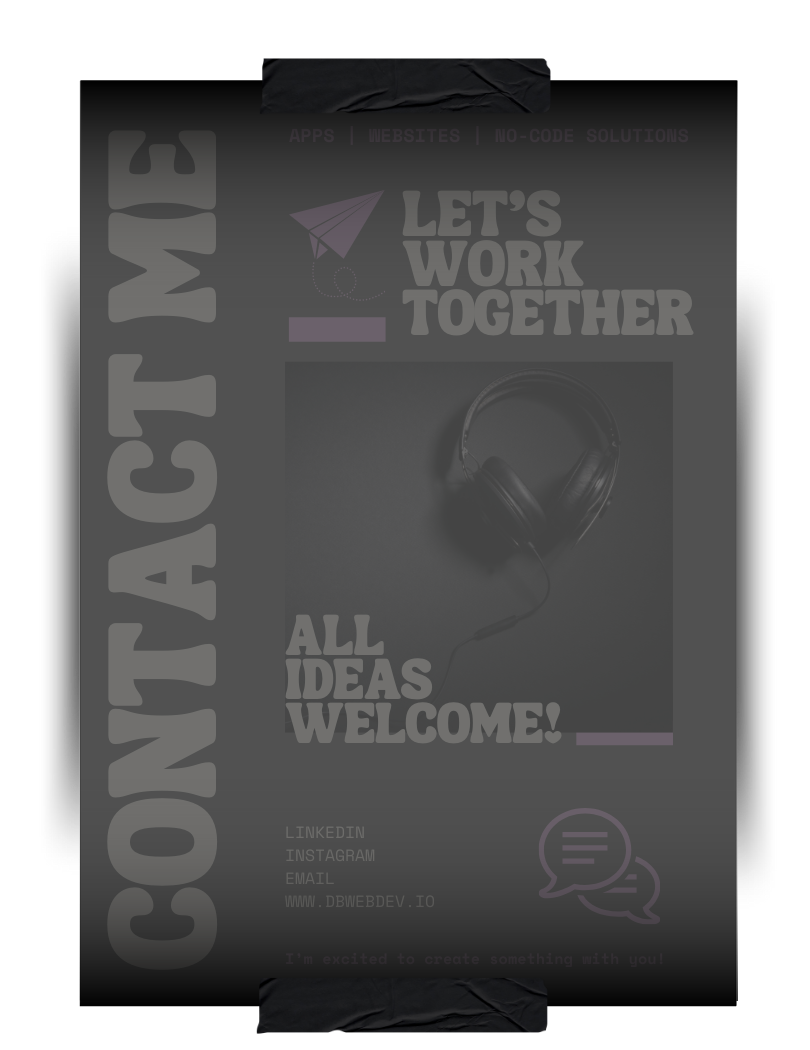 CONTACT ME
APPS | WEBSITES | NO-CODE SOLUTIONS
LET'S
WORK
TOGETHER
ALL
IDEAS
WELCOME!
LINKEDIN
INSTAGRAM
EMAIL
WWW.DBWEBDEV.IO
I'm excited to create something with you!